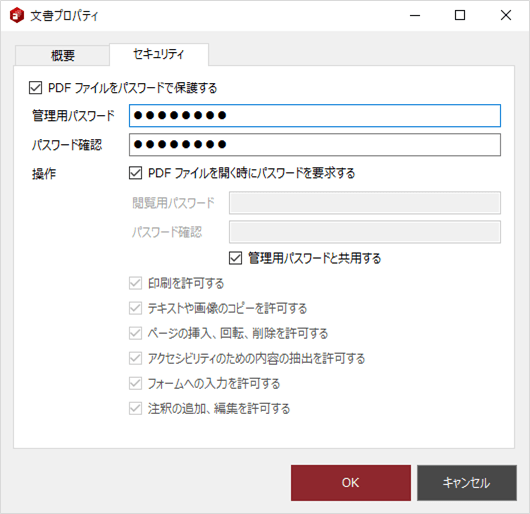 文書プロパティ
概要 セキュリティ
PDF ファイルをパスワードで保護する
管理用パスワード ●●●●●●●●
パスワード確認 ●●●●●●●●
操作 PDF ファイルを開く時にパスワードを要求する
閲覧用パスワード
パスワード確認
管理用パスワードと共用する
印刷を許可する
テキストや画像のコピーを許可する
ページの挿入、回転、削除を許可する
アクセシビリティのための内容の抽出を許可する
フォームへの入力を許可する
注釈の追加、編集を許可する
OK キャンセル